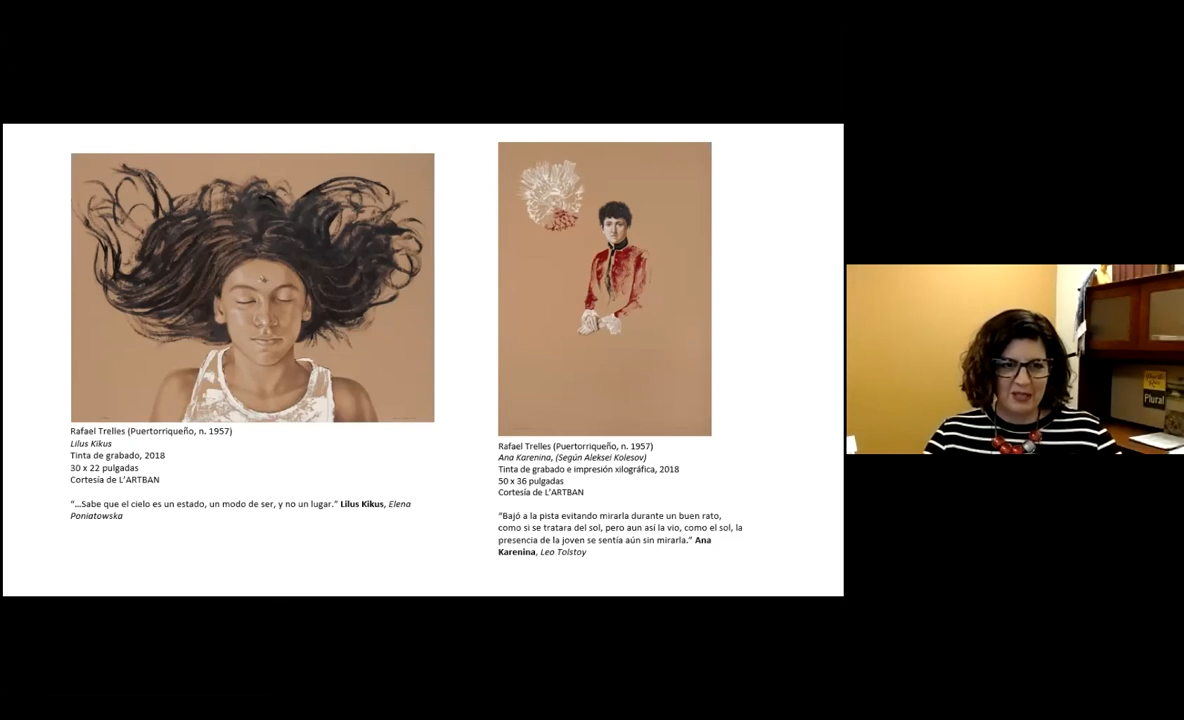 Rafael Trelles (Puertorriqueño, n. 1957)
Lilus Kikus
Tinta de grabado, 2018
30 x 22 pulgadas
Cortesía de L'ARTBAN
"...Sabe que el cielo es un estado, un modo de ser, y no un lugar." Lilus Kikus, Elena
Poniatowska
Rafael Trelles (Puertorriqueño, n. 1957)
Ana Karenina, (Según Aleksei Kolesov)
Tinta de grabado e impresión xilográfica, 2018
50 x 36 pulgadas
Cortesía de L'ARTBAN
"Bajó a la pista evitando mirarla durante un buen rato,
como si se tratara del sol, pero aun así la vio, como el sol, la
presencia de la joven se sentía aún sin mirarla." Ana
Karenina, Leo Tolstoy
Plural